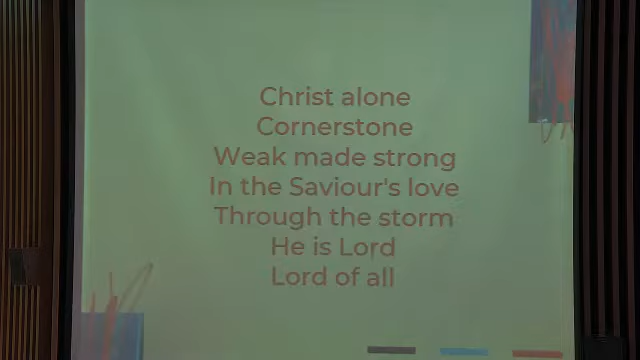 Christ alone
Cornerstone
Weak made strong
In the Saviour's love
Through the storm
He is Lord
Lord of all